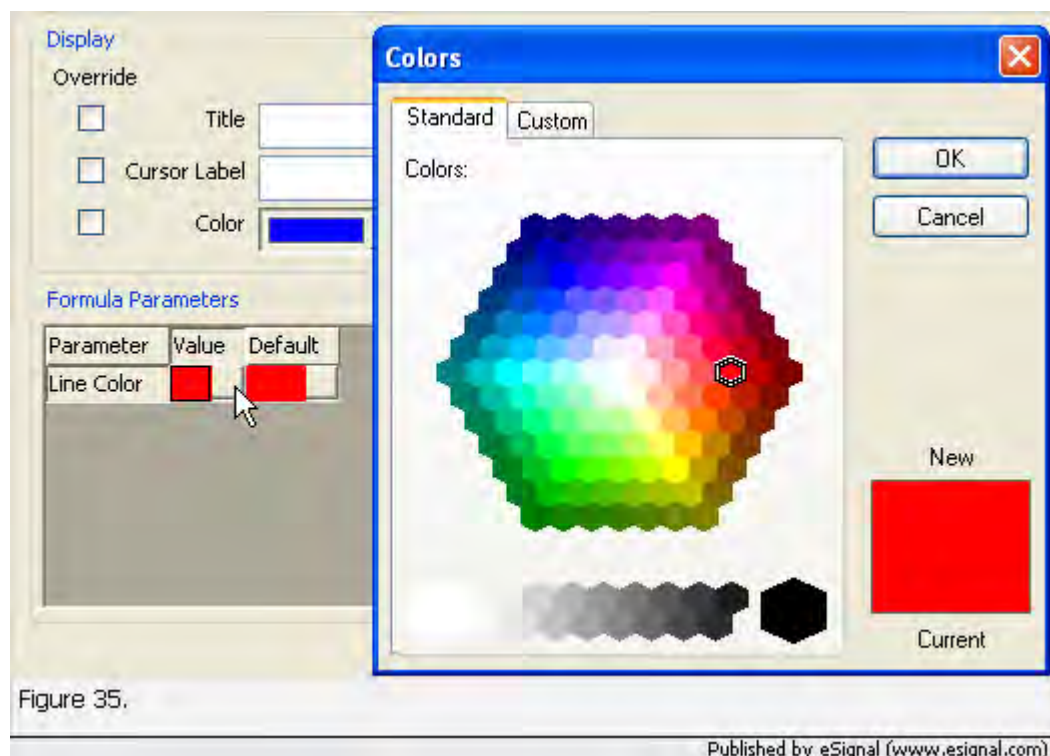 Display
Override
Title
Cursor Label
Color
Formula Parameters
Parameter Value Default
Line Color
Colors
Standard Custom
Colors:
OK
Cancel
New
Current
Figure 35.
Published by eSignal (www.esignal.com)